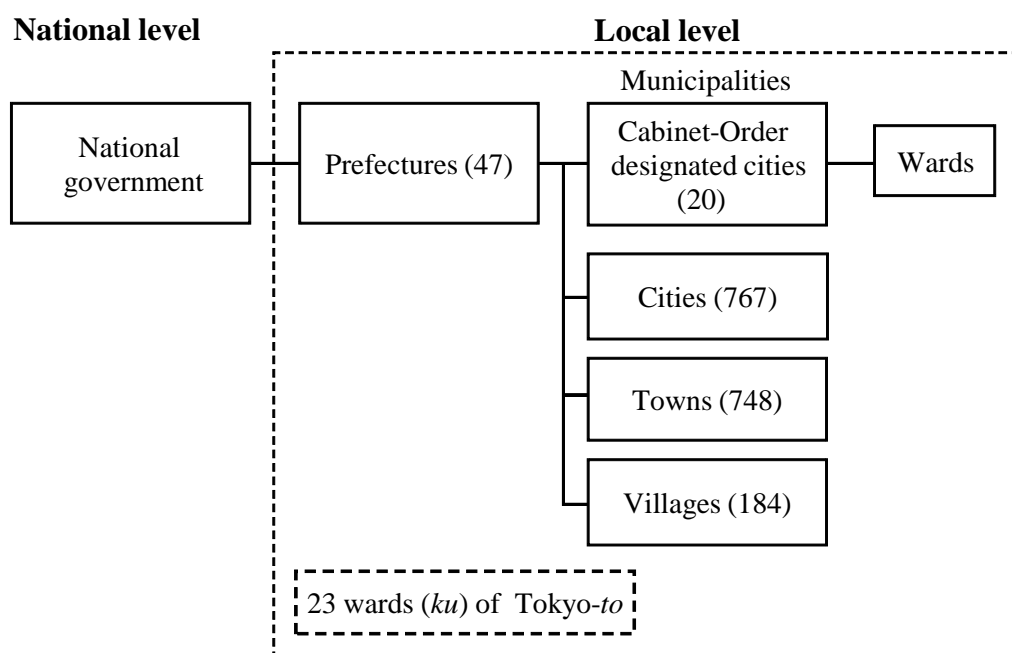 National level
Local level
Municipalities
National
government
Prefectures (47)
Cabinet-Order
designated cities
(20)
Wards
Cities (767)
Towns (748)
Villages (184)
23 wards (ku) of Tokyo-to